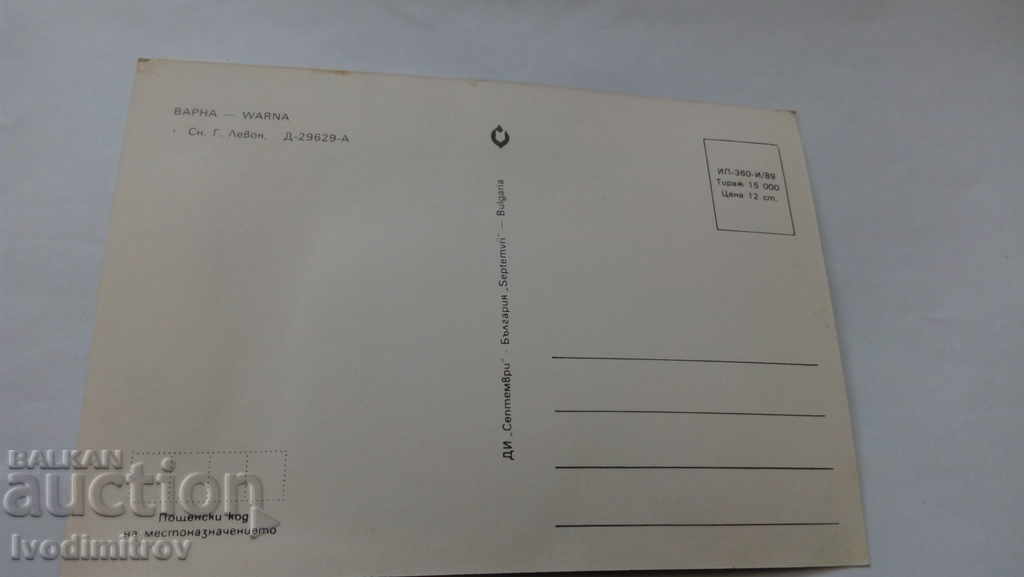 ВАРНА — WARNA
Сн. Г. Левон. Д-29629-А
ДИ „Септември" · България „Septemvri" — Bulgaria
ИП-360-И/89
Тираж 15 000
Цена 12 ст.
BALKAN
auction
Пощенски код
на местоназначението
Ivodimitrov